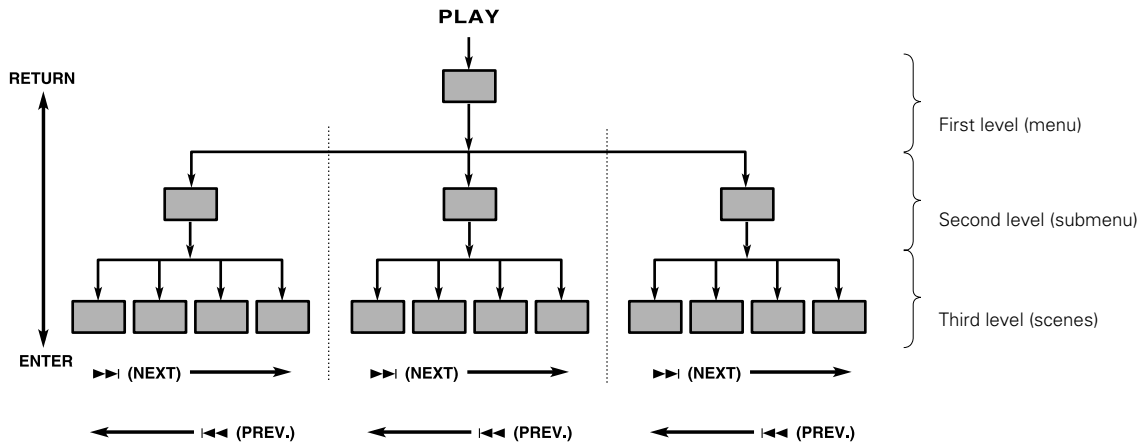 PLAY
RETURN
First level (menu)
Second level (submenu)
Third level (scenes)
ENTER
▶▶| (NEXT) ▶▶| (NEXT) ▶▶| (NEXT)
|◀◀ (PREV.) |◀◀ (PREV.) |◀◀ (PREV.)